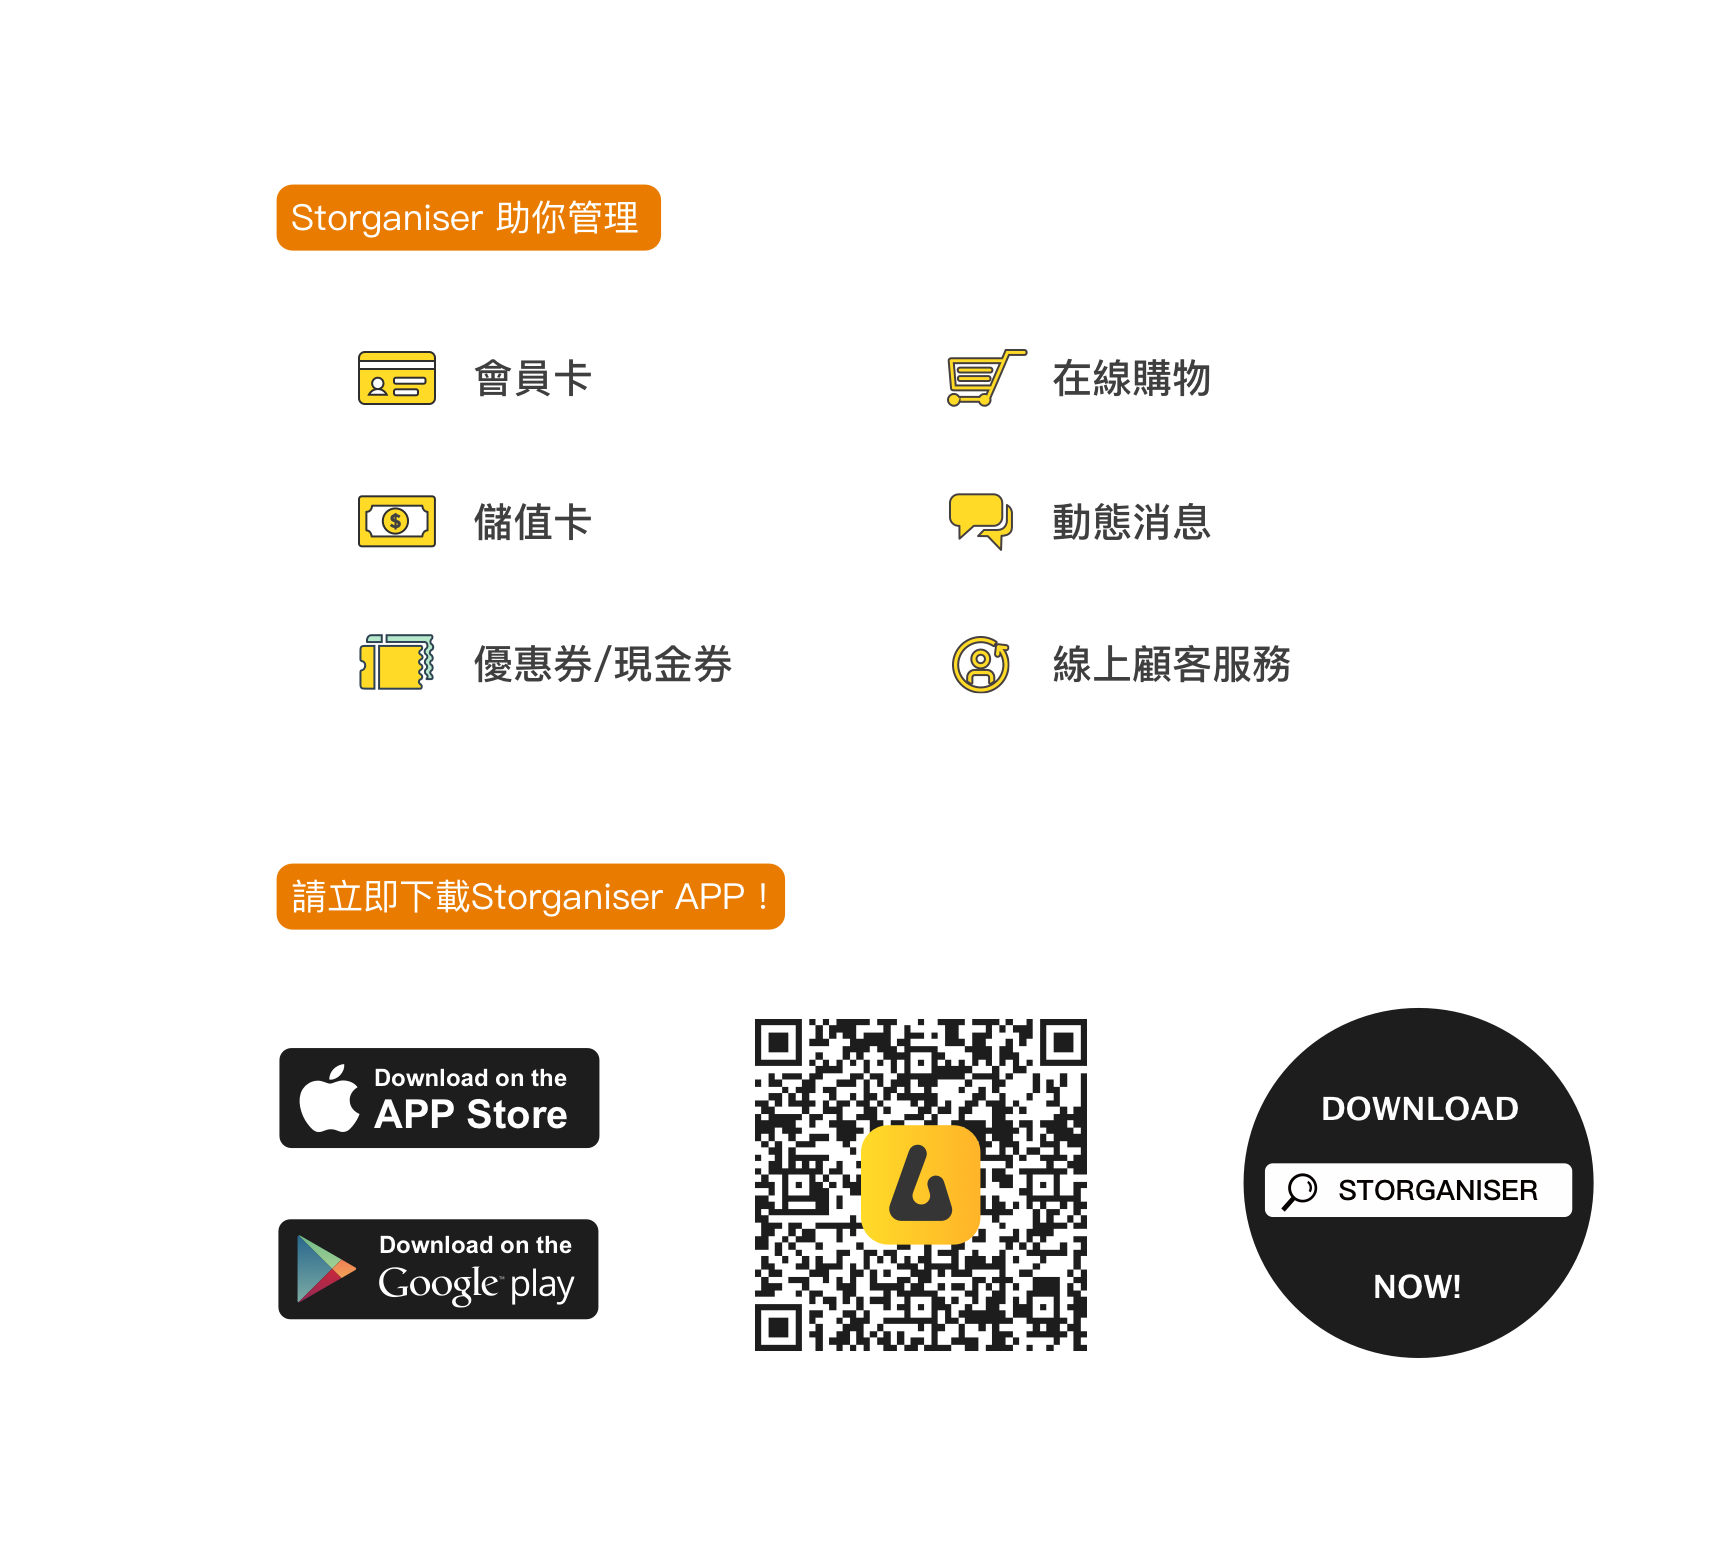 Storganiser 助你管理
會員卡
在線購物
儲值卡
動態消息
優惠券/現金券
線上顧客服務
請立即下載Storganiser APP！
Download on the
APP Store
Download on the
Google play
DOWNLOAD
STORGANISER
NOW!